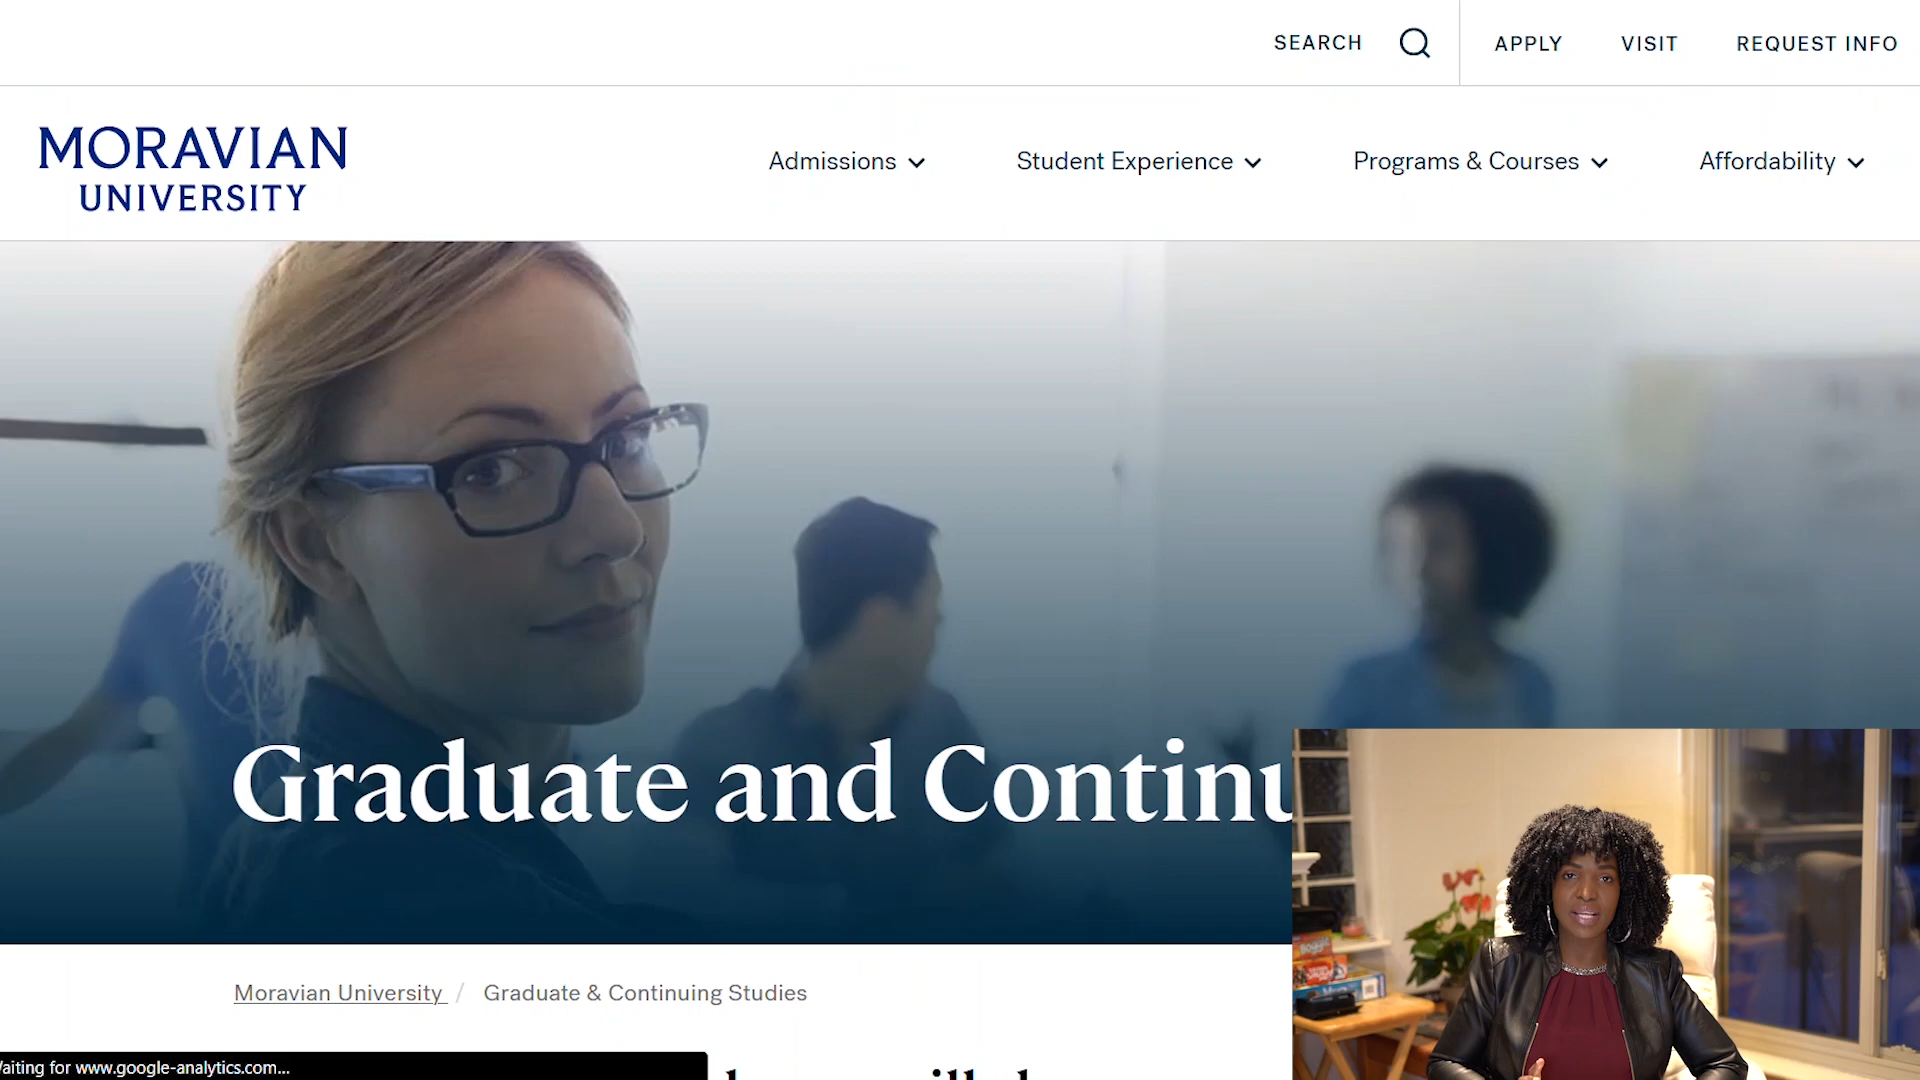 SEARCH
APPLY
VISIT
REQUEST INFO
MORAVIAN
UNIVERSITY
Admissions
Student Experience
Programs & Courses
Affordability
Graduate and Continu
Moravian University / Graduate & Continuing Studies
aiting for www.google-analytics.com...
Boggle